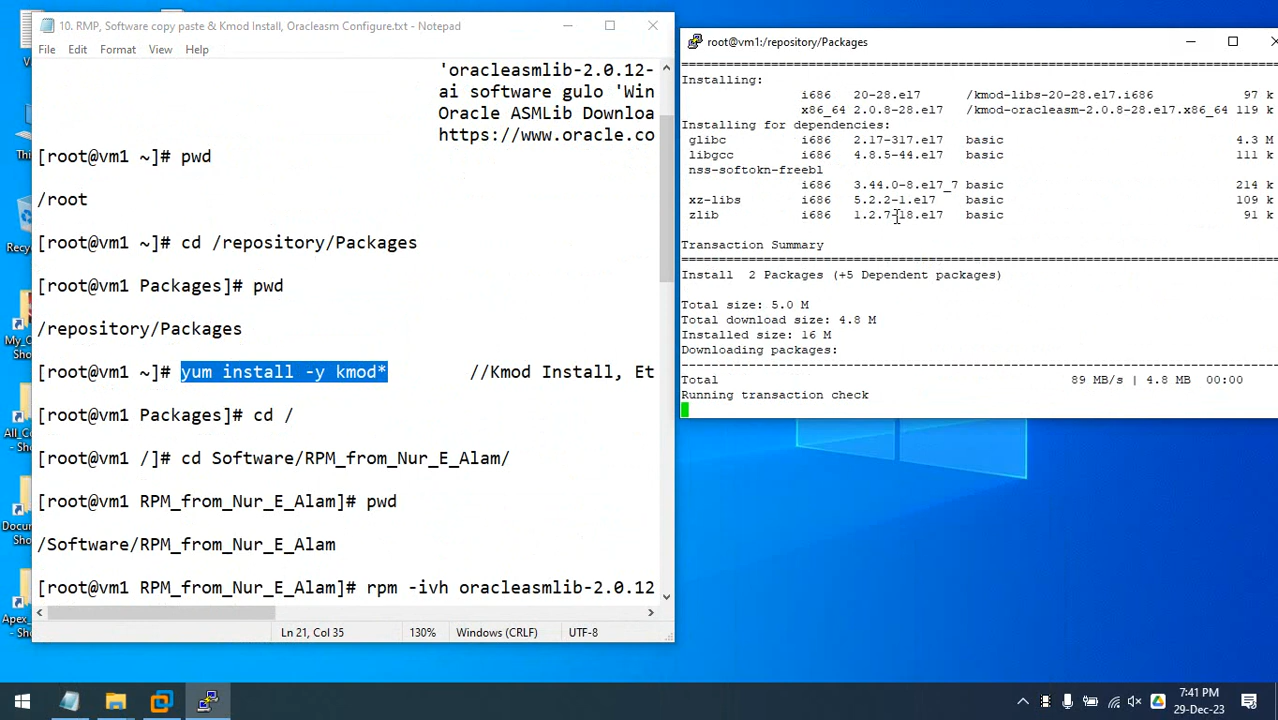 10. RMP, Software copy paste & Kmod Install, Oracleasm Configure.txt - Notepad
File Edit Format View Help
'oracleasmlib-2.0.12-
ai software gulo 'Win
Oracle ASMLib Downloa
https://www.oracle.co
[root@vm1 ~]# pwd
/root
[root@vm1 ~]# cd /repository/Packages
[root@vm1 Packages]# pwd
/repository/Packages
[root@vm1 ~]# yum install -y kmod* //Kmod Install, Et
[root@vm1 Packages]# cd /
[root@vm1 /]# cd Software/RPM_from_Nur_E_Alam/
[root@vm1 RPM_from_Nur_E_Alam]# pwd
/Software/RPM_from_Nur_E_Alam
[root@vm1 RPM_from_Nur_E_Alam]# rpm -ivh oracleasmlib-2.0.12
Ln 21, Col 35 130% Windows (CRLF) UTF-8
root@vm1:/repository/Packages
Installing:
i686 20-28.el7 /kmod-libs-20-28.el7.i686 97 k
x86_64 2.0.8-28.el7 /kmod-oracleasm-2.0.8-28.el7.x86_64 119 k
Installing for dependencies:
glibc i686 2.17-317.el7 basic 4.3 M
libgcc i686 4.8.5-44.el7 basic 111 k
nss-softokn-freebl
i686 3.44.0-8.el7_7 basic 214 k
xz-libs i686 5.2.2-1.el7 basic 109 k
zlib i686 1.2.7-18.el7 basic 91 k
Transaction Summary
Install 2 Packages (+5 Dependent packages)
Total size: 5.0 M
Total download size: 4.8 M
Installed size: 16 M
Downloading packages:
Total 89 MB/s | 4.8 MB 00:00
Running transaction check
Thi
Recy
My_C
- Sho
All_Co
- Sho
Docum
Sho
Apex_
Sho
7:41 PM
29-Dec-23